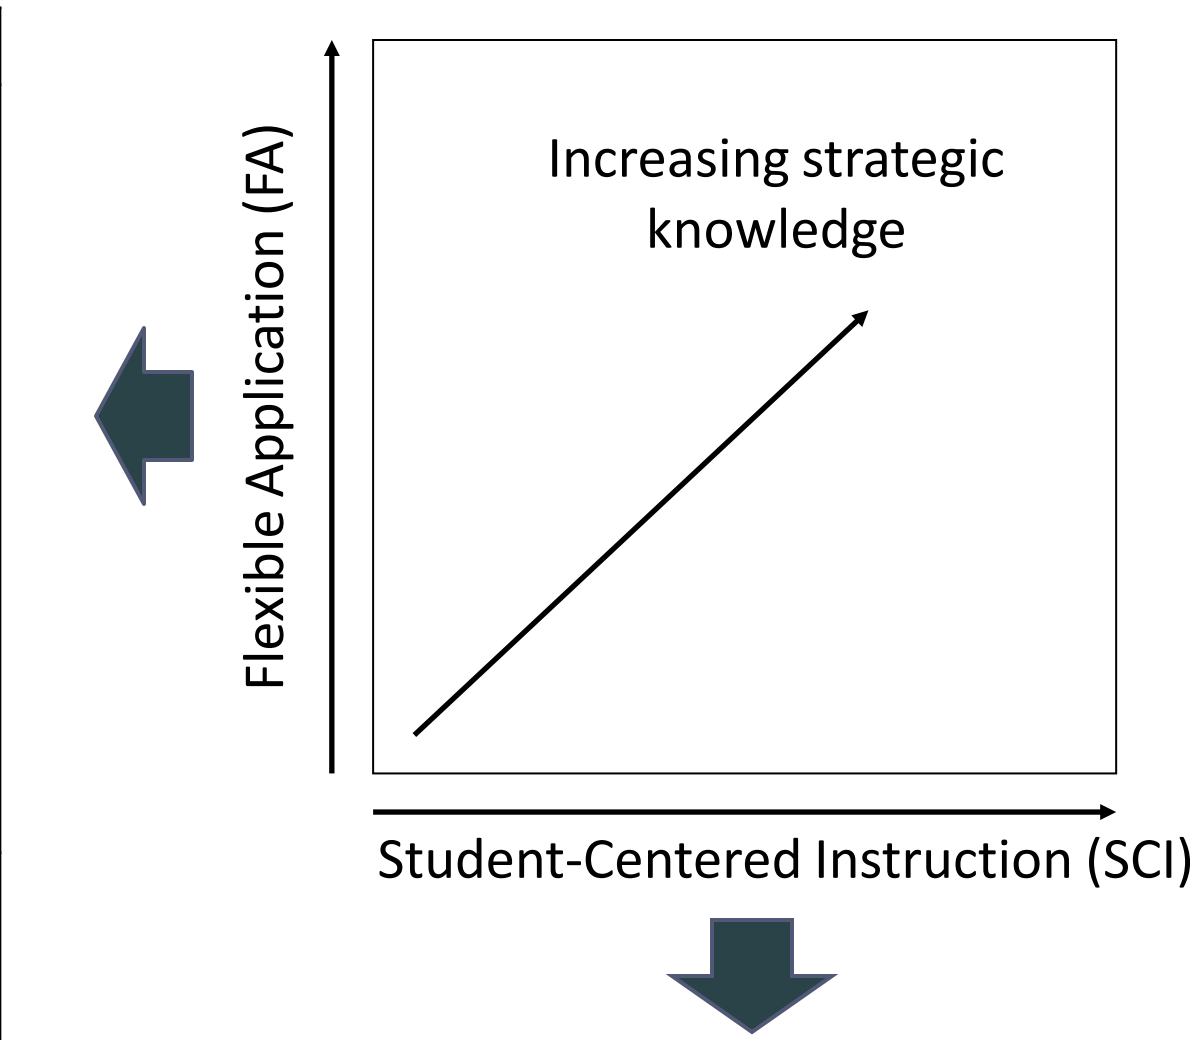 Increasing strategic
knowledge
Flexible Application (FA)
Student-Centered Instruction (SCI)